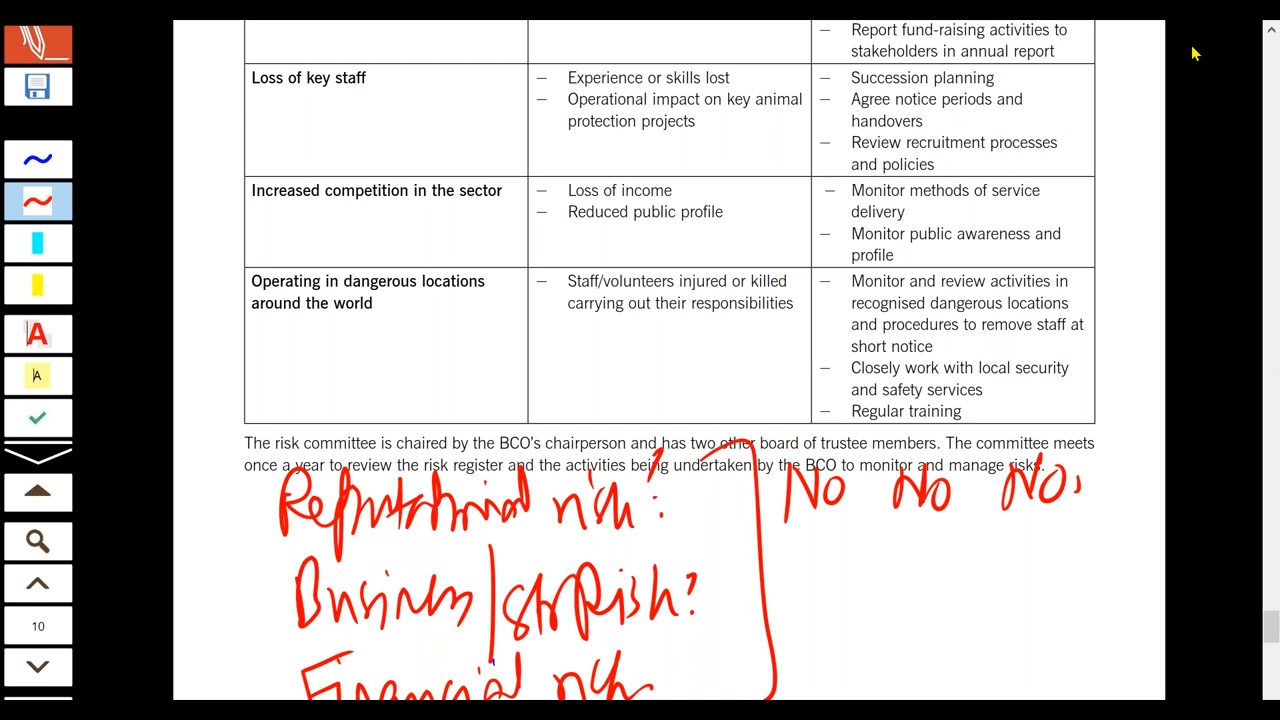 – Report fund-raising activities to
stakeholders in annual report
Loss of key staff
– Experience or skills lost
– Operational impact on key animal
protection projects
– Succession planning
– Agree notice periods and
handovers
– Review recruitment processes
and policies
Increased competition in the sector
– Loss of income
– Reduced public profile
– Monitor methods of service
delivery
– Monitor public awareness and
profile
Operating in dangerous locations
around the world
– Staff/volunteers injured or killed
carrying out their responsibilities
– Monitor and review activities in
recognised dangerous locations
and procedures to remove staff at
short notice
– Closely work with local security
and safety services
– Regular training
The risk committee is chaired by the BCO's chairperson and has two other board of trustee members. The committee meets
once a year to review the risk register and the activities being undertaken by the BCO to monitor and manage risks.
Reputational risk?
No No No,
Business | Str Risk?
Financial risk
A
A
10